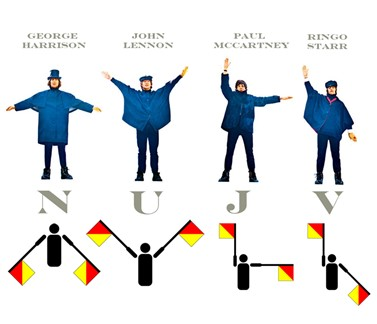 GEORGE HARRISON
JOHN LENNON
PAUL MCCARTNEY
RINGO STARR
N U J V